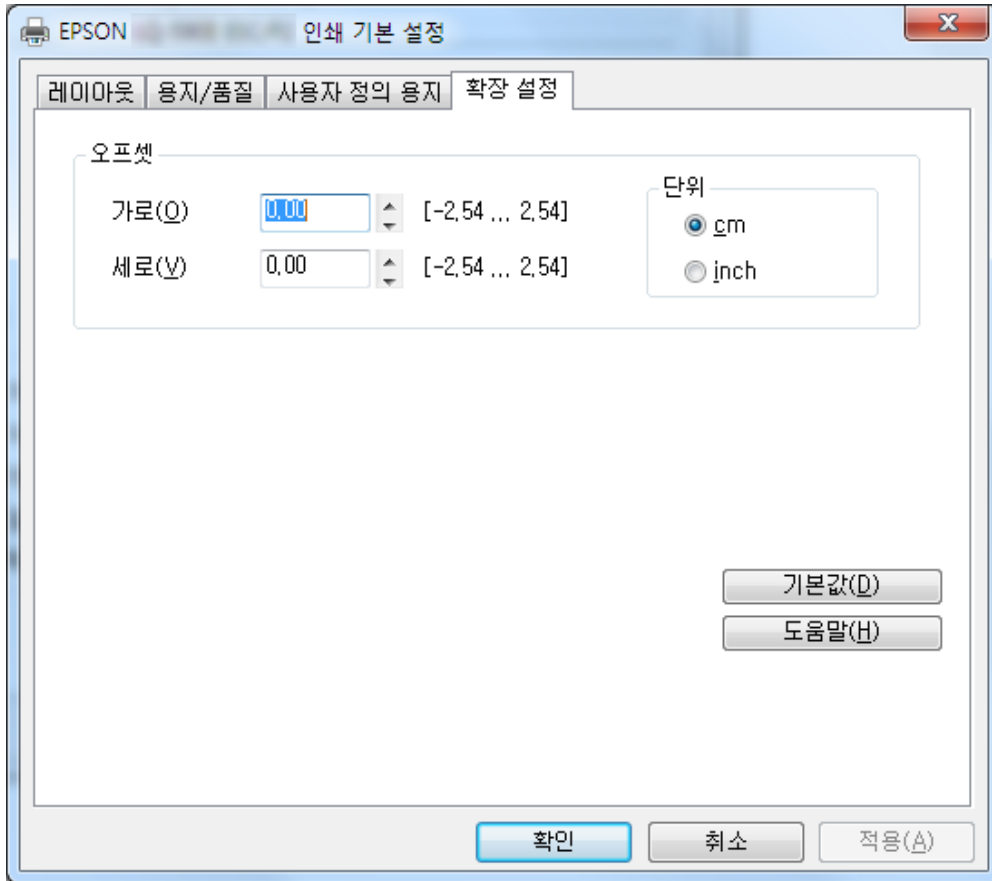 EPSON 인쇄 기본 설정
레이아웃 용지/품질 사용자 정의 용지 확장 설정
오프셋
가로(O) 0.00 [-2.54 ... 2.54]
세로(V) 0.00 [-2.54 ... 2.54]
단위
cm
inch
기본값(D)
도움말(H)
확인 취소 적용(A)